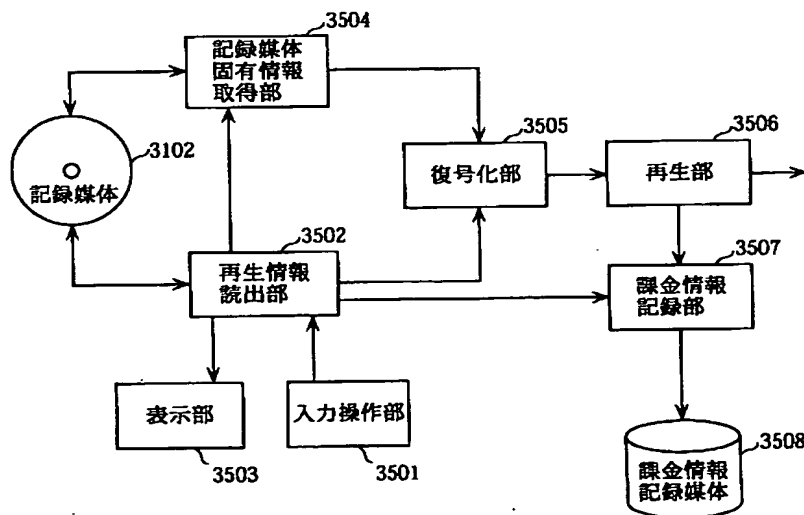 3504
記録媒体
固有情報
取得部
3102
記録媒体
3505
復号化部
3506
再生部
3502
再生情報
読出部
3507
課金情報
記録部
表示部
3503
入力操作部
3501
3508
課金情報
記録媒体